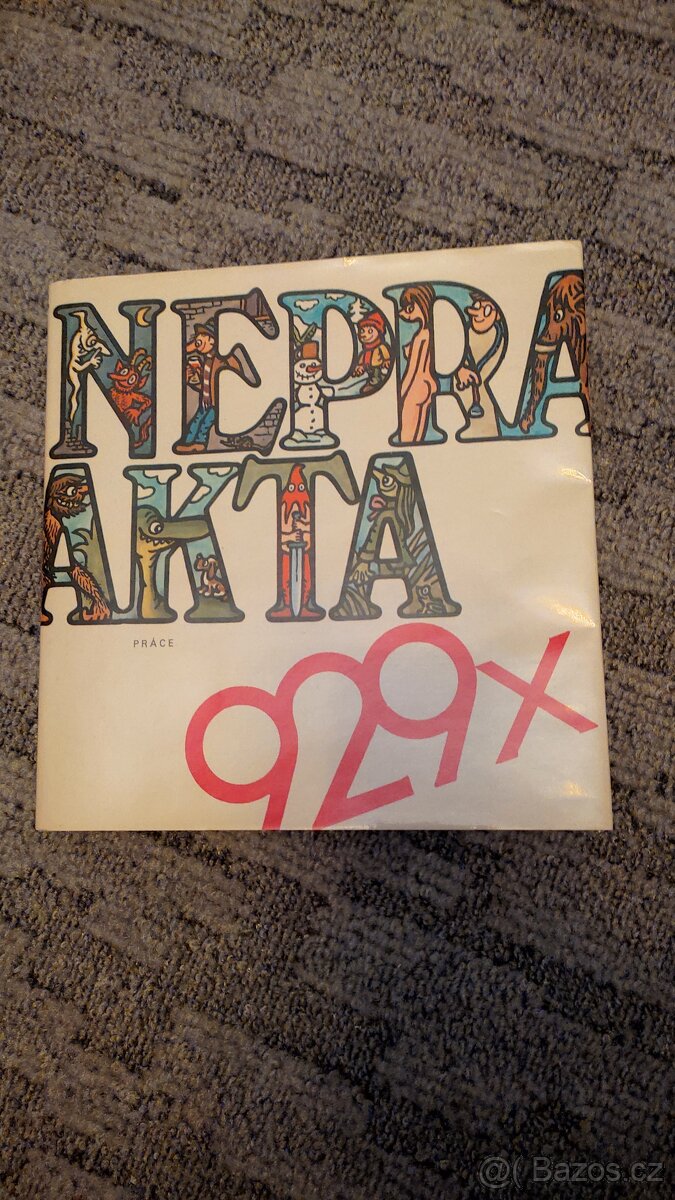 NEPRA
AKTA
PRÁCE
929x
@( Bazos.cz